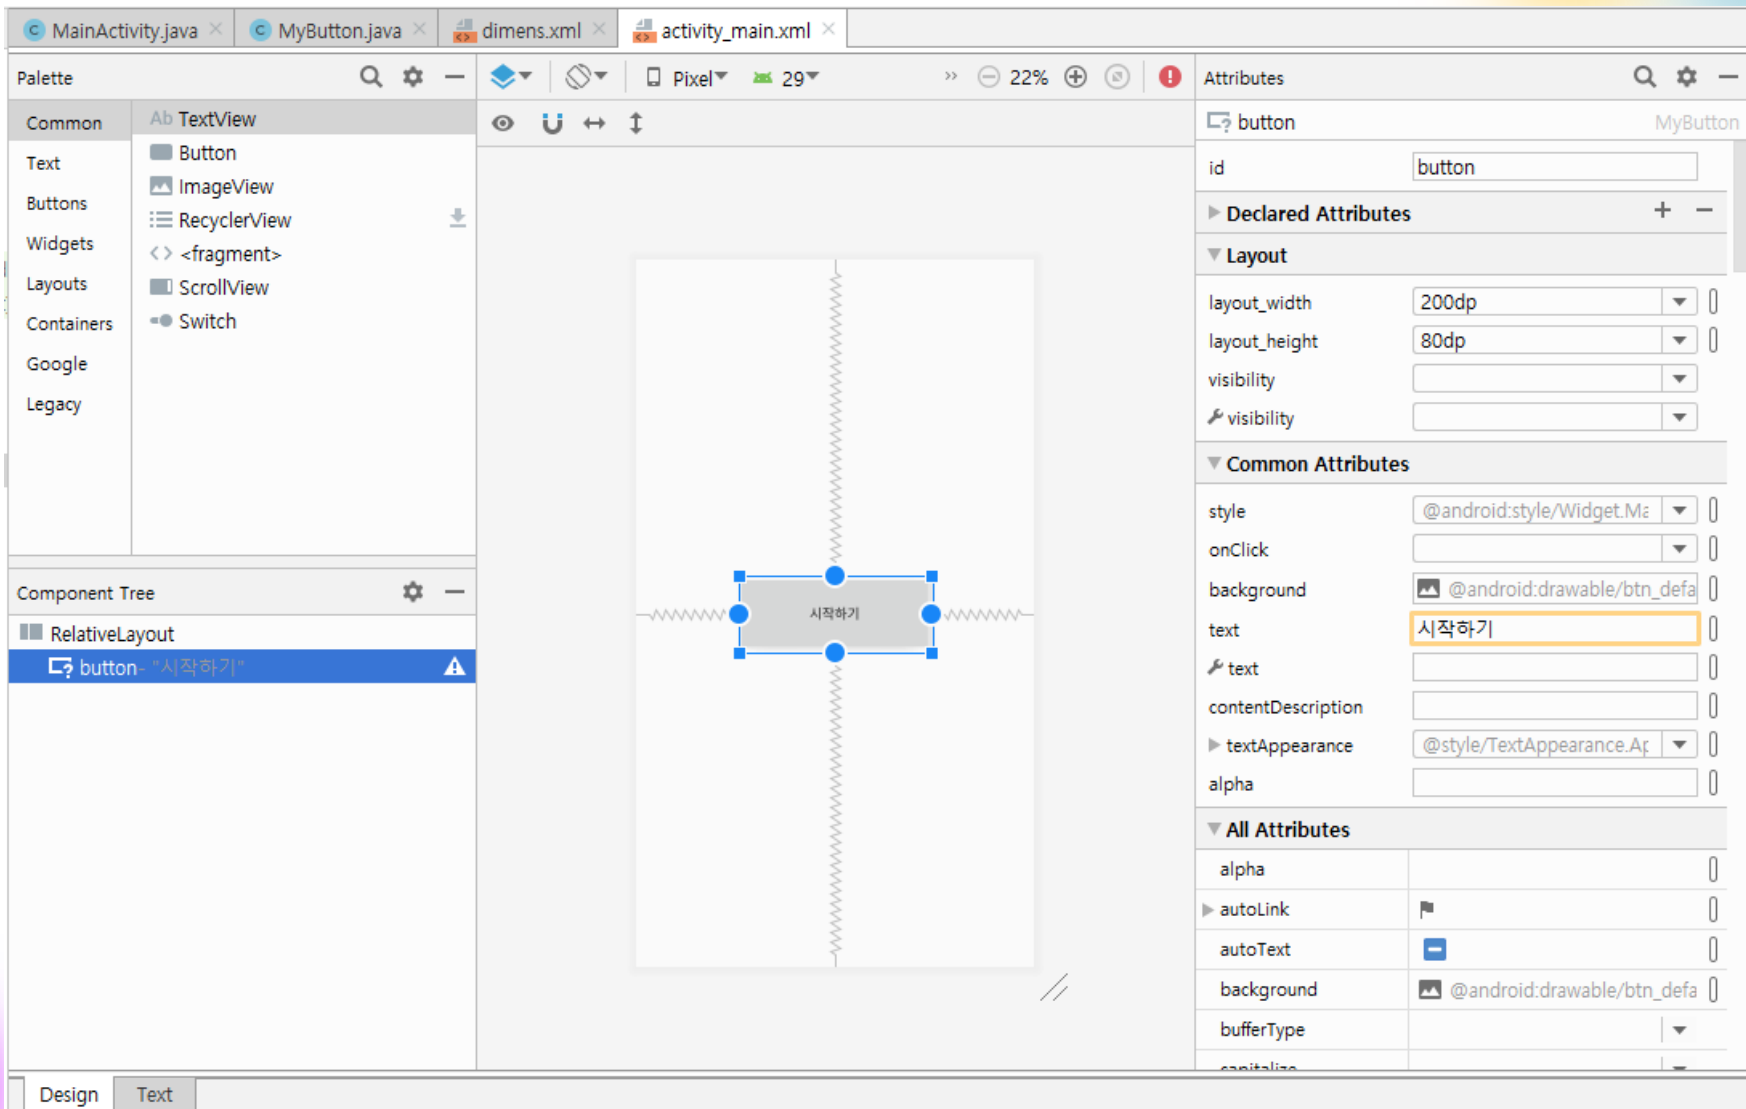 MainActivity.java
MyButton.java
dimens.xml
activity_main.xml
Palette
Common
Text
Buttons
Widgets
Layouts
Containers
Google
Legacy
Ab TextView
Button
ImageView
RecyclerView
<fragment>
ScrollView
Switch
Component Tree
RelativeLayout
button- "시작하기"
Pixel
29
22%
시작하기
Attributes
button MyButton
id button
Declared Attributes
Layout
layout_width 200dp
layout_height 80dp
visibility
visibility
Common Attributes
style @android:style/Widget.Ma
onClick
background @android:drawable/btn_defa
text 시작하기
text
contentDescription
textAppearance @style/TextAppearance.Ap
alpha
All Attributes
alpha
autoLink
autoText
background @android:drawable/btn_defa
bufferType
capitalize
Design
Text